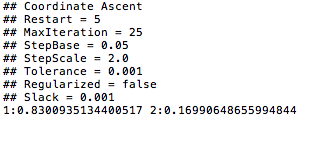 ## Coordinate Ascent
## Restart = 5
## MaxIteration = 25
## StepBase = 0.05
## StepScale = 2.0
## Tolerance = 0.001
## Regularized = false
## Slack = 0.001
1:0.8300935134400517 2:0.16990648655994844